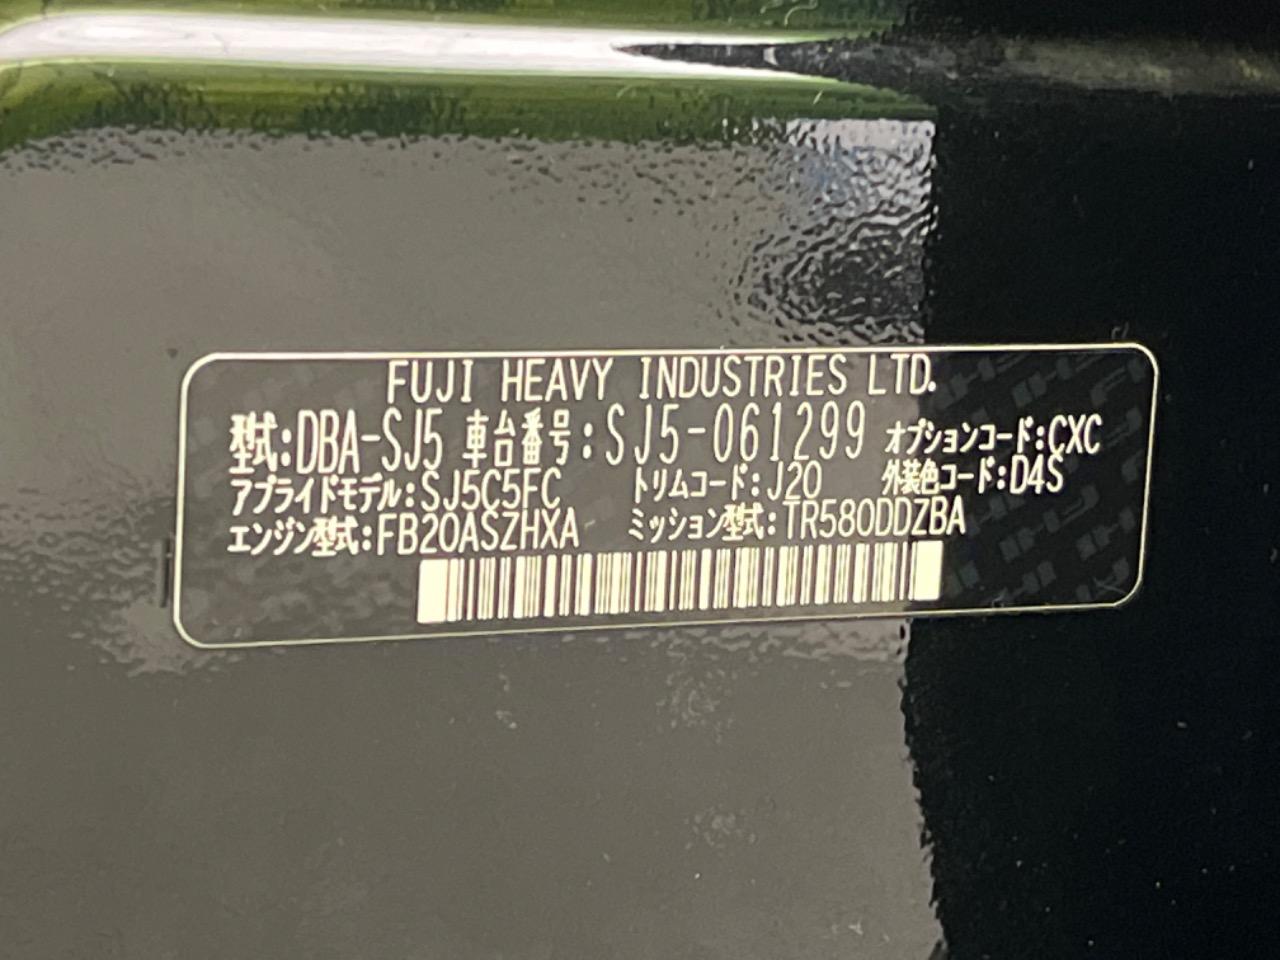 FUJI HEAVY INDUSTRIES LTD.
型式:DBA-SJ5 車台番号:SJ5-061299 オプションコード:CXC
アプライドモデル:SJ5C5FC トリムコード:J20 外装色コード:D4S
エンジン型式:FB20ASZHXA ミッション型式:TR580DDZBA